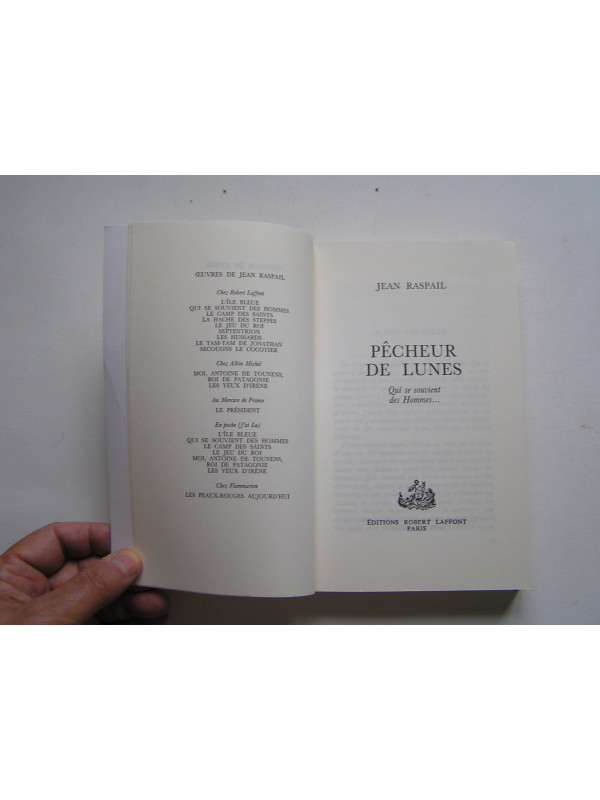 ŒUVRES DE JEAN RASPAIL
Chez Robert Laffont
L'ÎLE BLEUE
QUI SE SOUVIENT DES HOMMES
LE CAMP DES SAINTS
LA HACHE DES STEPPES
LE JEU DU ROI
SEPTENTRION
LES HUSSARDS
LE TAM-TAM DE JONATHAN
SECOUONS LE COCOTIER
Chez Albin Michel
MOI, ANTOINE DE TOUNENS,
ROI DE PATAGONIE
LES YEUX D'IRÈNE
Au Mercure de France
LE PRÉSIDENT
En poche (J'ai Lu)
L'ÎLE BLEUE
QUI SE SOUVIENT DES HOMMES
LE CAMP DES SAINTS
LE JEU DU ROI
MOI, ANTOINE DE TOUNENS,
ROI DE PATAGONIE
LES YEUX D'IRÈNE
Chez Flammarion
LES PEAUX-ROUGES AUJOURD'HUI
JEAN RASPAIL
PÊCHEUR
DE LUNES
Qui se souvient
des Hommes...
ÉDITIONS ROBERT LAFFONT
PARIS